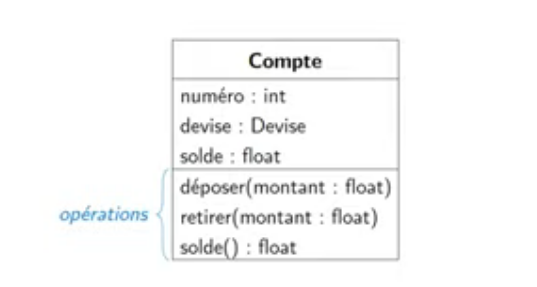 Compte
numéro : int
devise : Devise
solde : float
déposer(montant : float)
opérations
retirer(montant : float)
solde() : float